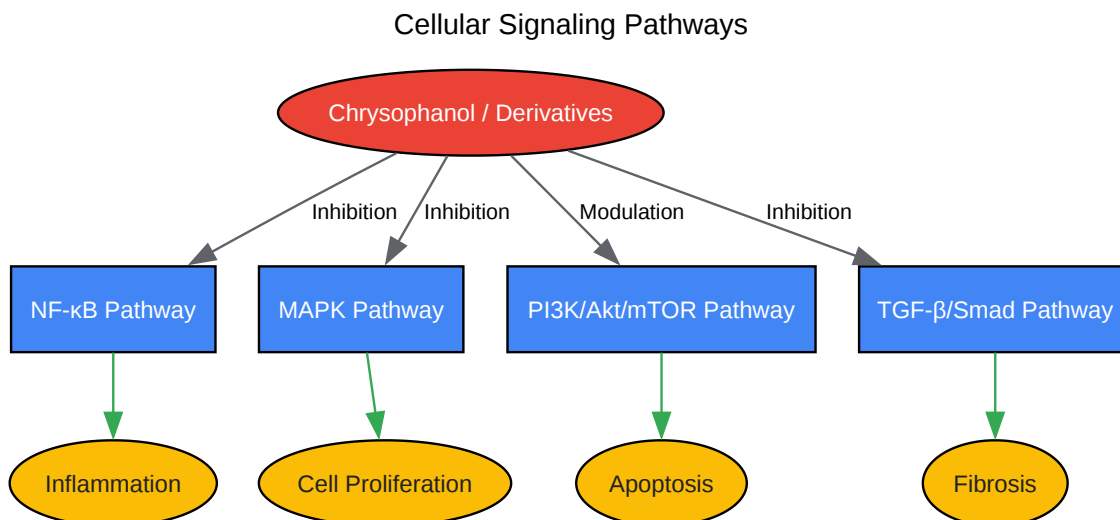 Cellular Signaling Pathways
Chrysophanol / Derivatives
Inhibition
Inhibition
Modulation
Inhibition
NF-κB Pathway
MAPK Pathway
PI3K/Akt/mTOR Pathway
TGF-β/Smad Pathway
Inflammation
Cell Proliferation
Apoptosis
Fibrosis